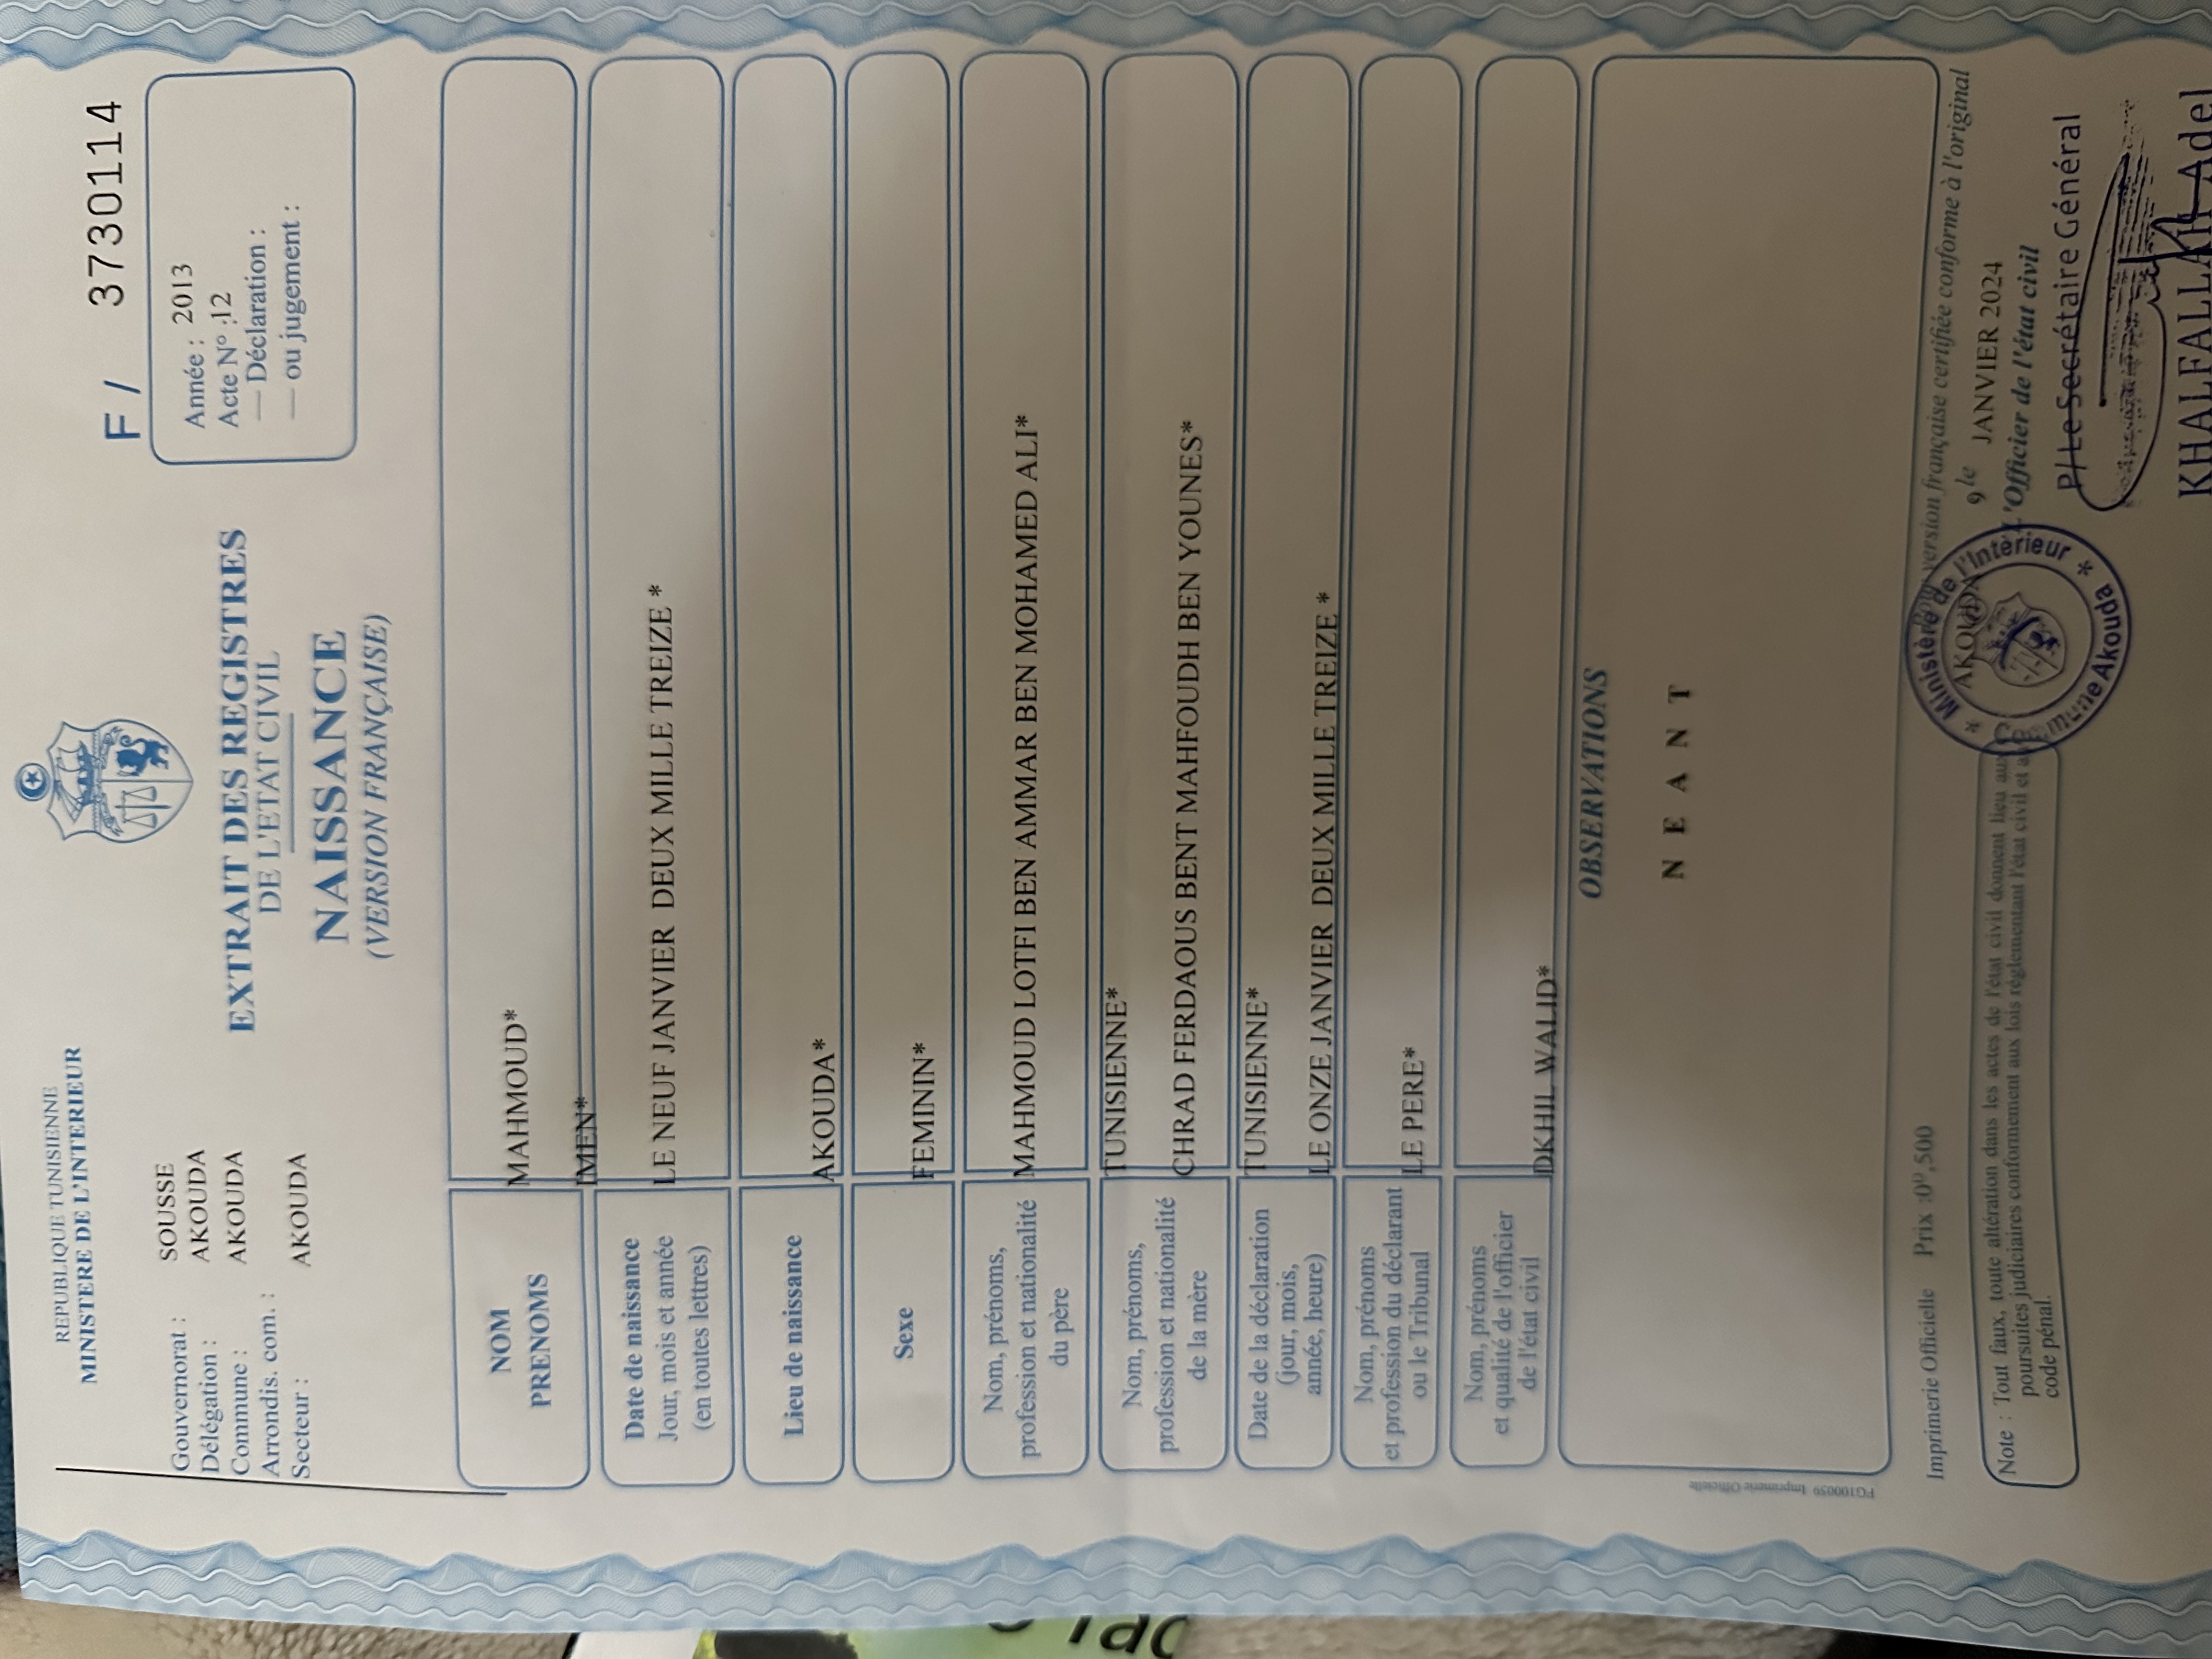 REPUBLIQUE TUNISIENNE
MINISTERE DE L'INTERIEUR
F / 3730114
Gouvernorat : SOUSSE
Délégation : AKOUDA
Commune : AKOUDA
Arrondis. com. :
Secteur : AKOUDA
EXTRAIT DES REGISTRES
DE L'ETAT CIVIL
NAISSANCE
(VERSION FRANÇAISE)
Année : 2013
Acte N° :12
— Déclaration :
— ou jugement :
NOM
PRENOMS
MAHMOUD*
IMEN*
Date de naissance
Jour, mois et année
(en toutes lettres)
LE NEUF JANVIER DEUX MILLE TREIZE *
Lieu de naissance
AKOUDA*
Sexe
FEMININ*
Nom, prénoms,
profession et nationalité
du père
MAHMOUD LOTFI BEN AMMAR BEN MOHAMED ALI*
TUNISIENNE*
Nom, prénoms,
profession et nationalité
de la mère
CHRAD FERDAOUS BENT MAHFOUDH BEN YOUNES*
TUNISIENNE*
Date de la déclaration
(jour, mois,
année, heure)
LE ONZE JANVIER DEUX MILLE TREIZE *
Nom, prénoms
et profession du déclarant
ou le Tribunal
LE PERE*
Nom, prénoms
et qualité de l'officier
de l'état civil
DKHIL WALID*
OBSERVATIONS
N E A N T
FG100059 Imprimerie Officielle
Imprimerie Officielle Prix :0ᴰ,500
Pour version française certifiée conforme à l'original
AKOUDA 9 le JANVIER 2024
L'Officier de l'état civil
Note : Tout faux, toute altération dans les actes de l'état civil donnent lieu aux
poursuites judiciaires conformement aux lois réglementant l'état civil et au
code pénal.
* Ministère de l'Intérieur *
Commune Akouda
P/ Le Secrétaire Général
KHALFALLAH Adel